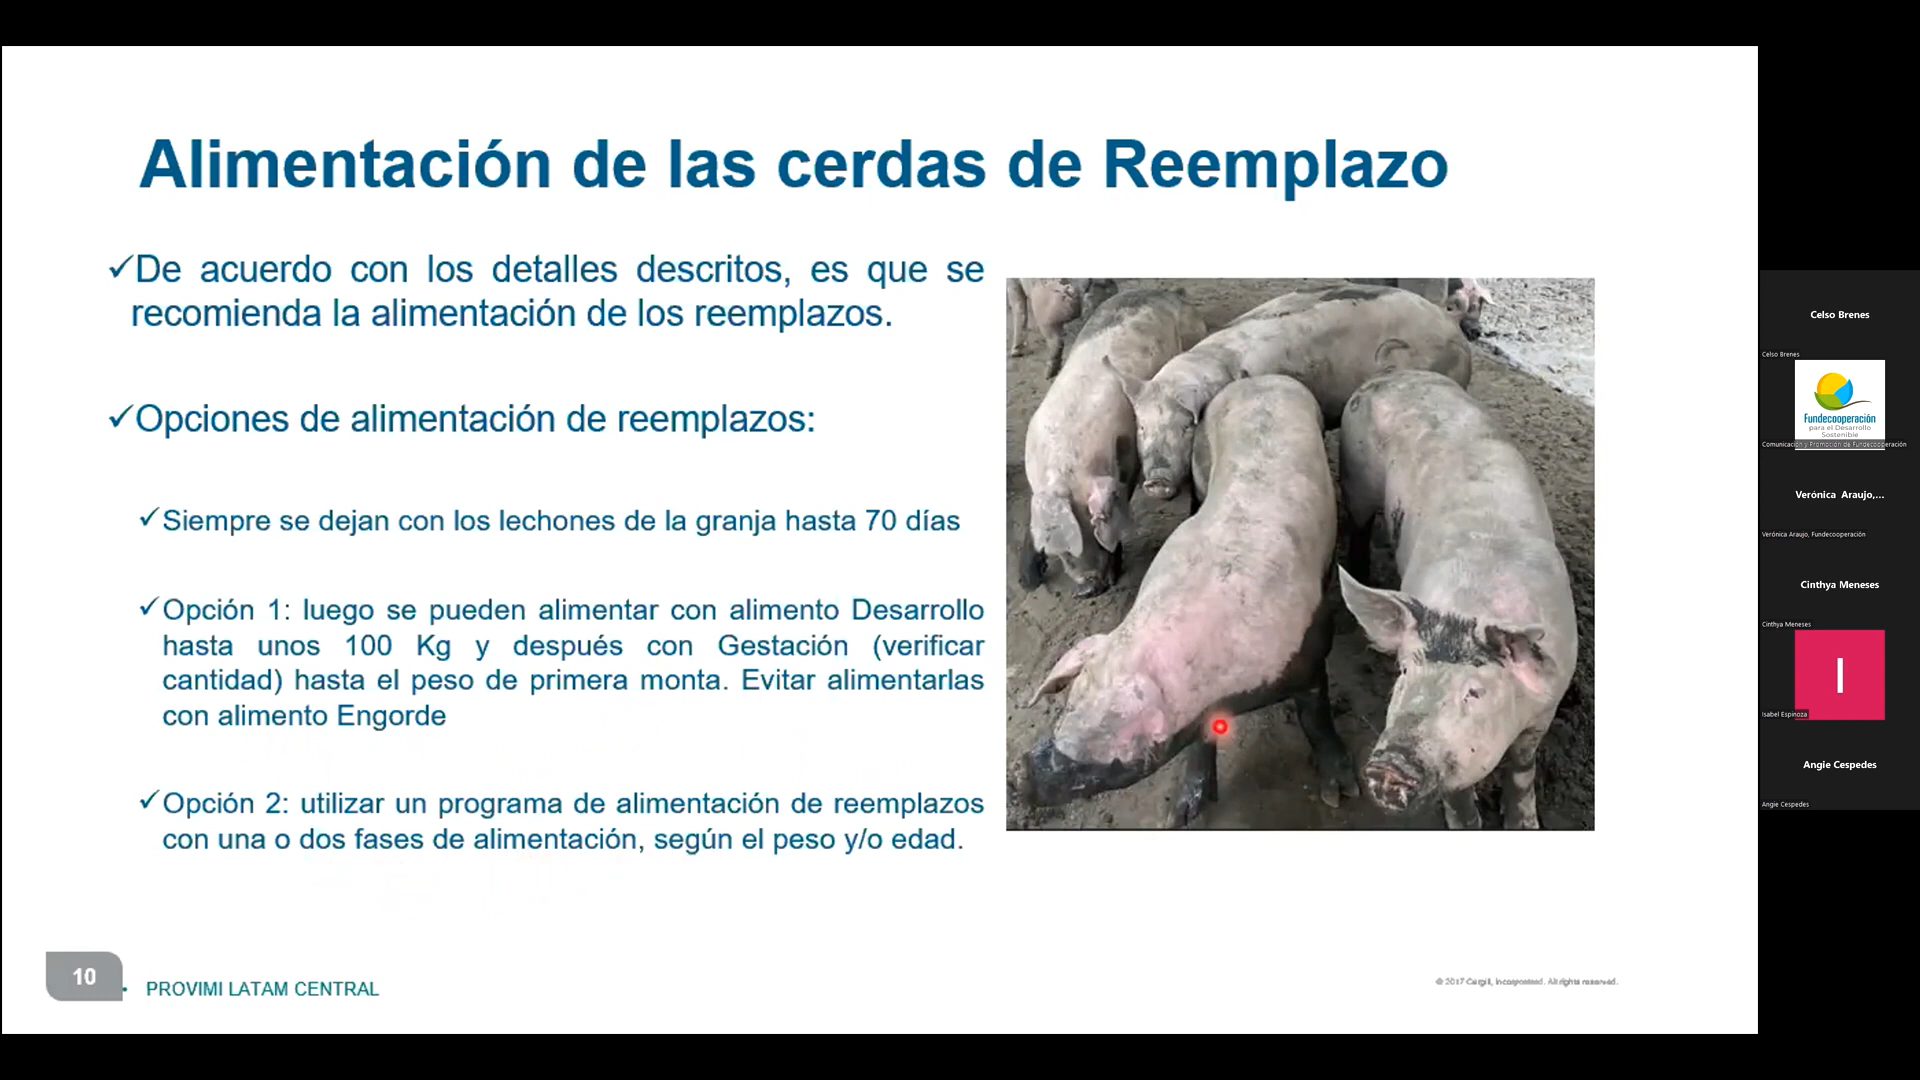 Alimentación de las cerdas de Reemplazo
✓De acuerdo con los detalles descritos, es que se
recomienda la alimentación de los reemplazos.
✓Opciones de alimentación de reemplazos:
✓Siempre se dejan con los lechones de la granja hasta 70 días
✓Opción 1: luego se pueden alimentar con alimento Desarrollo
hasta unos 100 Kg y después con Gestación (verificar
cantidad) hasta el peso de primera monta. Evitar alimentarlas
con alimento Engorde
✓Opción 2: utilizar un programa de alimentación de reemplazos
con una o dos fases de alimentación, según el peso y/o edad.
10
• PROVIMI LATAM CENTRAL
© 2017 Cargill, Incorporated. All rights reserved.
Celso Brenes
Celso Brenes
Fundecooperación
para el Desarrollo
Sostenible
Comunicación y Promoción de Fundecooperación
Verónica Araujo,...
Verónica Araujo, Fundecooperación
Cinthya Meneses
Cinthya Meneses
I
Isabel Espinoza
Angie Cespedes
Angie Cespedes